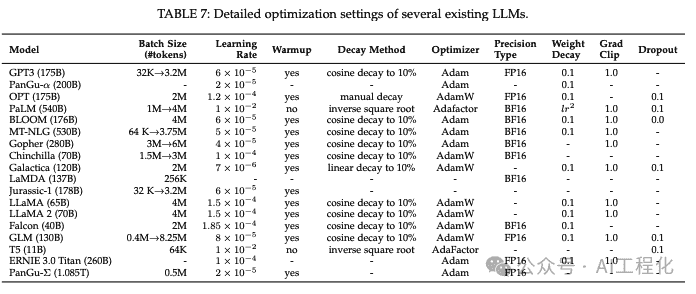 TABLE 7: Detailed optimization settings of several existing LLMs.
Model Batch Size (#tokens) Learning Rate Warmup Decay Method Optimizer Precision Type Weight Decay Grad Clip Dropout
GPT3 (175B) 32K→3.2M 6 × 10⁻⁵ yes cosine decay to 10% Adam FP16 0.1 1.0 -
PanGu-α (200B) - 2 × 10⁻⁵ - - Adam - 0.1 - -
OPT (175B) 2M 1.2 × 10⁻⁴ yes manual decay AdamW FP16 0.1 - 0.1
PaLM (540B) 1M→4M 1 × 10⁻² no inverse square root Adafactor BF16 lr² 1.0 0.1
BLOOM (176B) 4M 6 × 10⁻⁵ yes cosine decay to 10% Adam BF16 0.1 1.0 0.0
MT-NLG (530B) 64 K→3.75M 5 × 10⁻⁵ yes cosine decay to 10% Adam BF16 0.1 1.0 -
Gopher (280B) 3M→6M 4 × 10⁻⁵ yes cosine decay to 10% Adam BF16 - 1.0 -
Chinchilla (70B) 1.5M→3M 1 × 10⁻⁴ yes cosine decay to 10% AdamW BF16 - - -
Galactica (120B) 2M 7 × 10⁻⁶ yes linear decay to 10% AdamW - 0.1 1.0 0.1
LaMDA (137B) 256K - - - - BF16 - - -
Jurassic-1 (178B) 32 K→3.2M 6 × 10⁻⁵ yes - - - - - -
LLaMA (65B) 4M 1.5 × 10⁻⁴ yes cosine decay to 10% AdamW - 0.1 1.0 -
LLaMA 2 (70B) 4M 1.5 × 10⁻⁴ yes cosine decay to 10% AdamW - 0.1 1.0 -
Falcon (40B) 2M 1.85 × 10⁻⁴ yes cosine decay to 10% AdamW BF16 0.1 - -
GLM (130B) 0.4M→8.25M 8 × 10⁻⁵ yes cosine decay to 10% AdamW FP16 0.1 1.0 0.1
T5 (11B) 64K 1 × 10⁻² no inverse square root AdaFactor - - - 0.1
ERNIE 3.0 Titan (260B) - 1 × 10⁻⁴ - - Adam FP16 0.1 1.0 -
PanGu-Σ (1.085T) 0.5M 2 × 10⁻⁵ yes - Adam FP16 - - -
公众号 · AI工程化